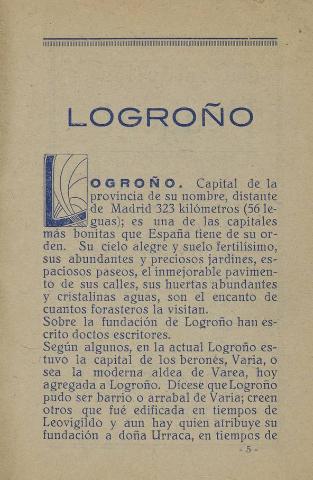 LOGROÑO
LOGROÑO. Capital de la
provincia de su nombre, distante
de Madrid 323 kilómetros (56 le-
guas); es una de las capitales
más bonitas que España tiene de su or-
den. Su cielo alegre y suelo fertilísimo,
sus abundantes y preciosos jardines, es-
paciosos paseos, el inmejorable pavimen-
to de sus calles, sus huertas abundantes
y cristalinas aguas, son el encanto de
cuantos forasteros la visitan.
Sobre la fundación de Logroño han es-
crito doctos escritores.
Según algunos, en la actual Logroño es-
tuvo la capital de los beronés, Varia, o
sea la moderna aldea de Varea, hoy
agregada a Logroño. Dícese que Logroño
pudo ser barrio o arrabal de Varia; creen
otros que fué edificada en tiempos de
Leovigildo y aun hay quien atribuye su
fundación a doña Urraca, en tiempos de
- 5 -